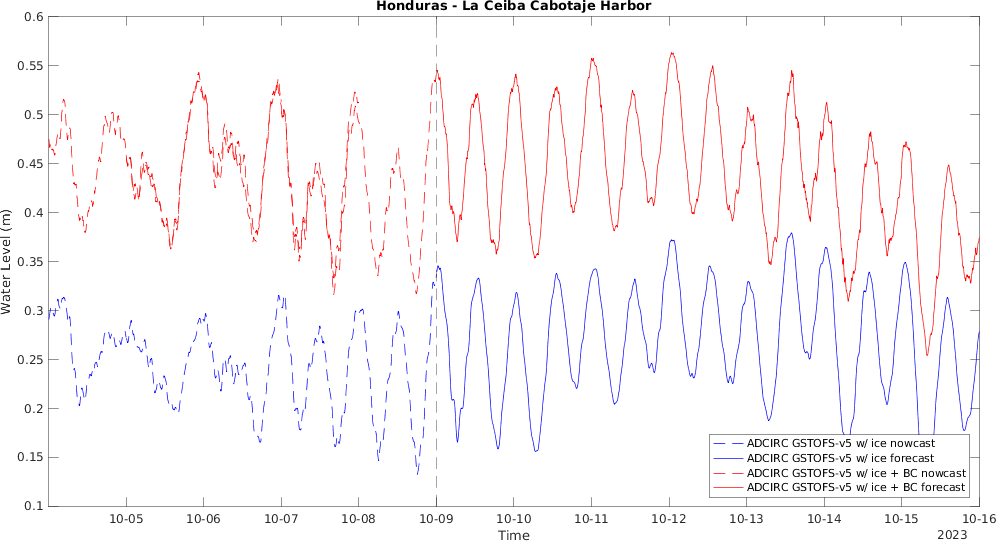 Honduras - La Ceiba Cabotaje Harbor
0.6
0.55
0.5
0.45
0.4
0.35
0.3
0.25
0.2
0.15
0.1
Water Level (m)
ADCIRC GSTOFS-v5 w/ ice nowcast
ADCIRC GSTOFS-v5 w/ ice forecast
ADCIRC GSTOFS-v5 w/ ice + BC nowcast
ADCIRC GSTOFS-v5 w/ ice + BC forecast
10-05 10-06 10-07 10-08 10-09 10-10 10-11 10-12 10-13 10-14 10-15 10-16
Time
2023